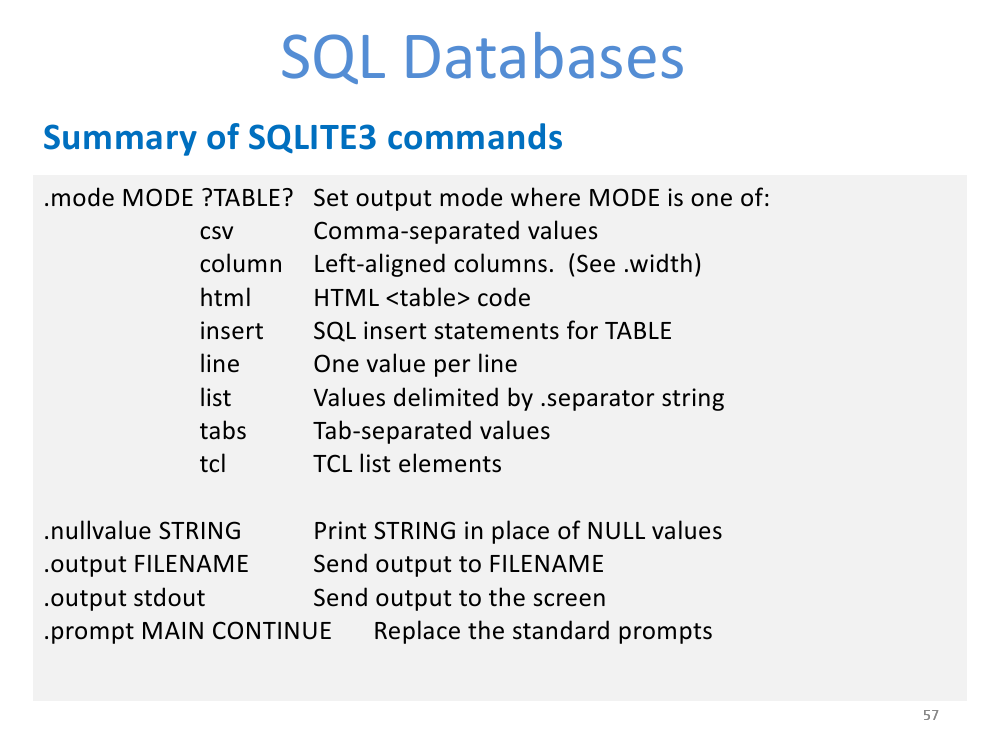 SQL Databases
Summary of SQLITE3 commands
.mode MODE ?TABLE? Set output mode where MODE is one of:
csv Comma-separated values
column Left-aligned columns. (See .width)
html HTML <table> code
insert SQL insert statements for TABLE
line One value per line
list Values delimited by .separator string
tabs Tab-separated values
tcl TCL list elements
.nullvalue STRING Print STRING in place of NULL values
.output FILENAME Send output to FILENAME
.output stdout Send output to the screen
.prompt MAIN CONTINUE Replace the standard prompts
57